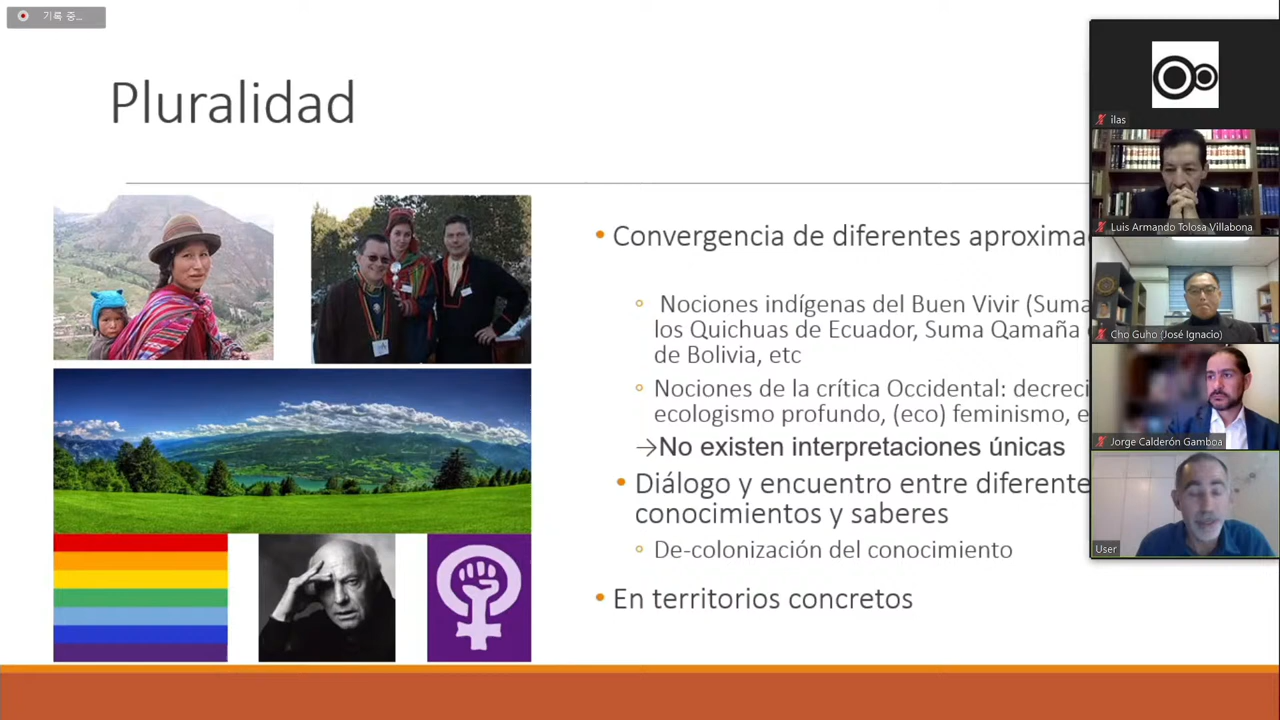 기록 중...
Pluralidad
• Convergencia de diferentes
Nociones indígenas del Buen Vivir (Suma
los Quichuas de Ecuador, Suma Qamaña
de Bolivia, etc
Nociones de la crítica Occidental:
ecologismo profundo, (eco) feminismo,
→No existen interpretaciones únicas
• Diálogo y encuentro entre
conocimientos y saberes
De-colonización del conocimiento
• En territorios concretos
ilas
Luis Armando Tolosa Villabona
Cho Guho (José Ignacio)
Jorge Calderón Gamboa
User